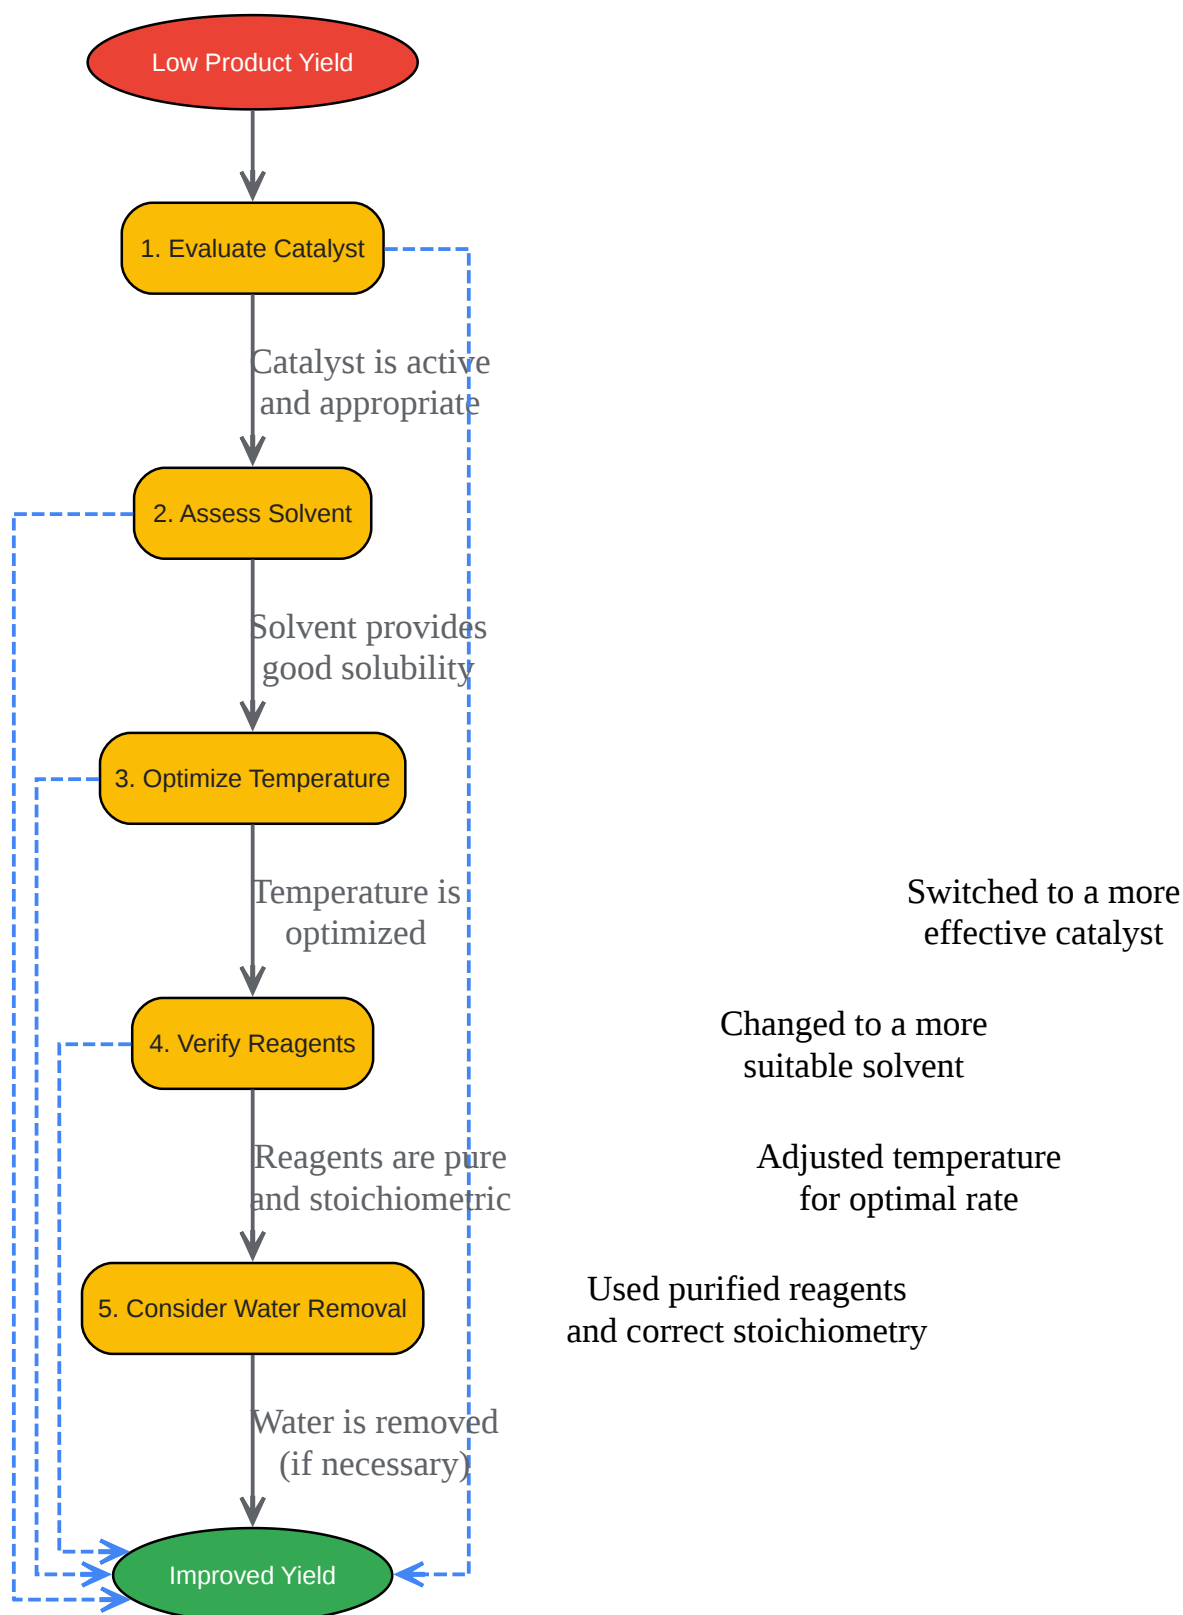 Low Product Yield
1. Evaluate Catalyst
Catalyst is active
and appropriate
2. Assess Solvent
Solvent provides
good solubility
3. Optimize Temperature
Temperature is
optimized
Switched to a more
effective catalyst
4. Verify Reagents
Changed to a more
suitable solvent
Reagents are pure
and stoichiometric
Adjusted temperature
for optimal rate
5. Consider Water Removal
Used purified reagents
and correct stoichiometry
Water is removed
(if necessary)
Improved Yield